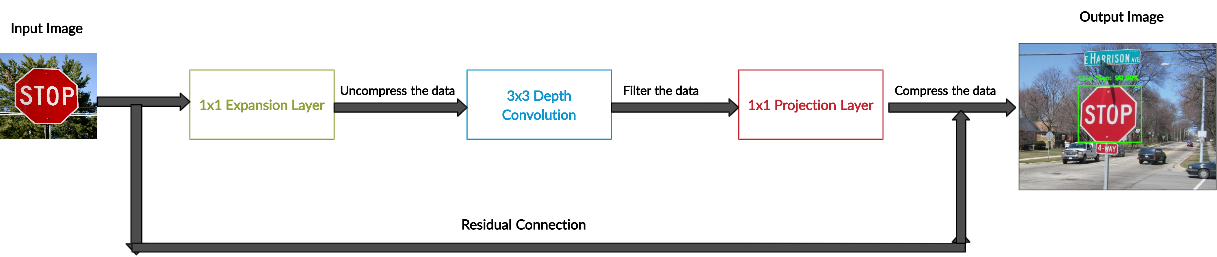 Input Image
Output Image
STOP
1x1 Expansion Layer
Uncompress the data
3x3 Depth
Convolution
Filter the data
1x1 Projection Layer
Compress the data
E HARRISON AVE
STOP
4-WAY
Residual Connection